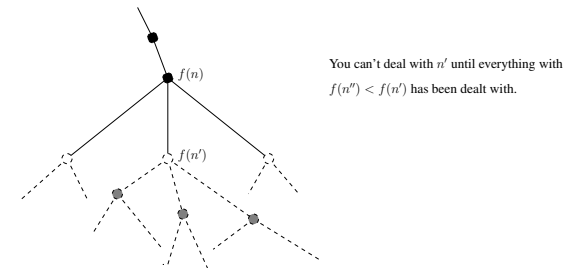 f(n)
You can't deal with n′ until everything with
f(n′′) < f(n′) has been dealt with.
f(n′)